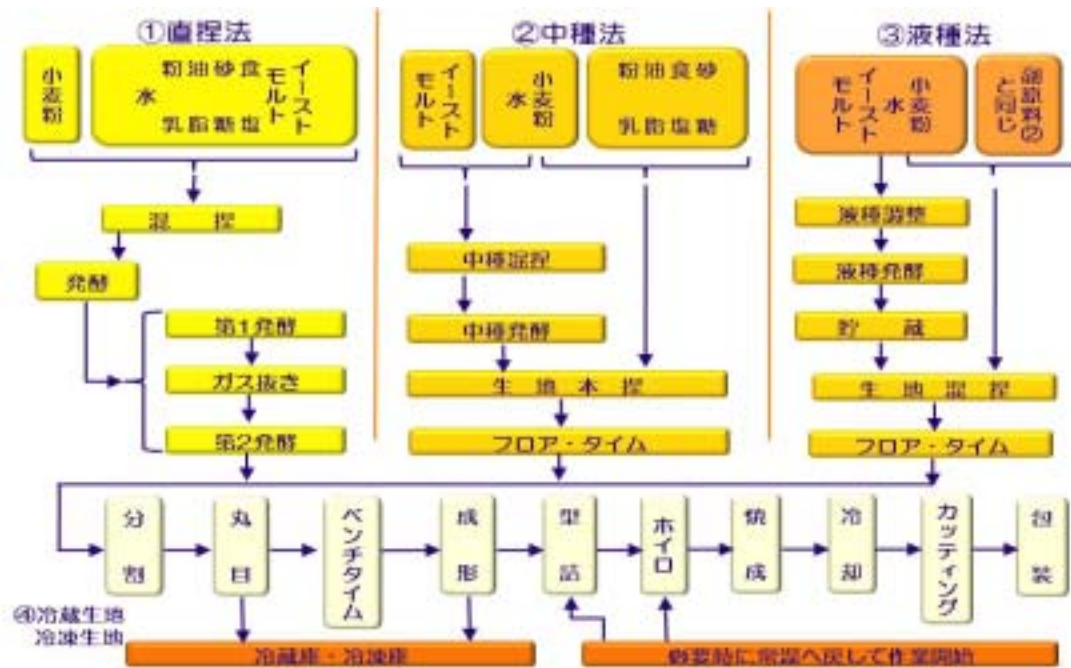 ①直捏法
小麦粉
粉油砂食
水
乳脂糖塩
モルト
イースト
混 捏
発酵
第1発酵
ガス抜き
第2発酵
②中種法
イースト
モルト
小麦粉
水
粉油食砂
乳脂塩糖
中種混捏
中種発酵
生 地 本 捏
フロア・タイム
③液種法
小麦粉
水
イースト
モルト
副原料(②と同じ)
液種調整
液種発酵
貯 蔵
生 地 混 捏
フロア・タイム
分割
丸目
ベンチタイム
成形
型詰
ホイロ
焼成
冷却
カッティング
包装
④冷蔵生地
冷凍生地
冷蔵庫・冷凍庫
必要時に常温へ戻して作業開始